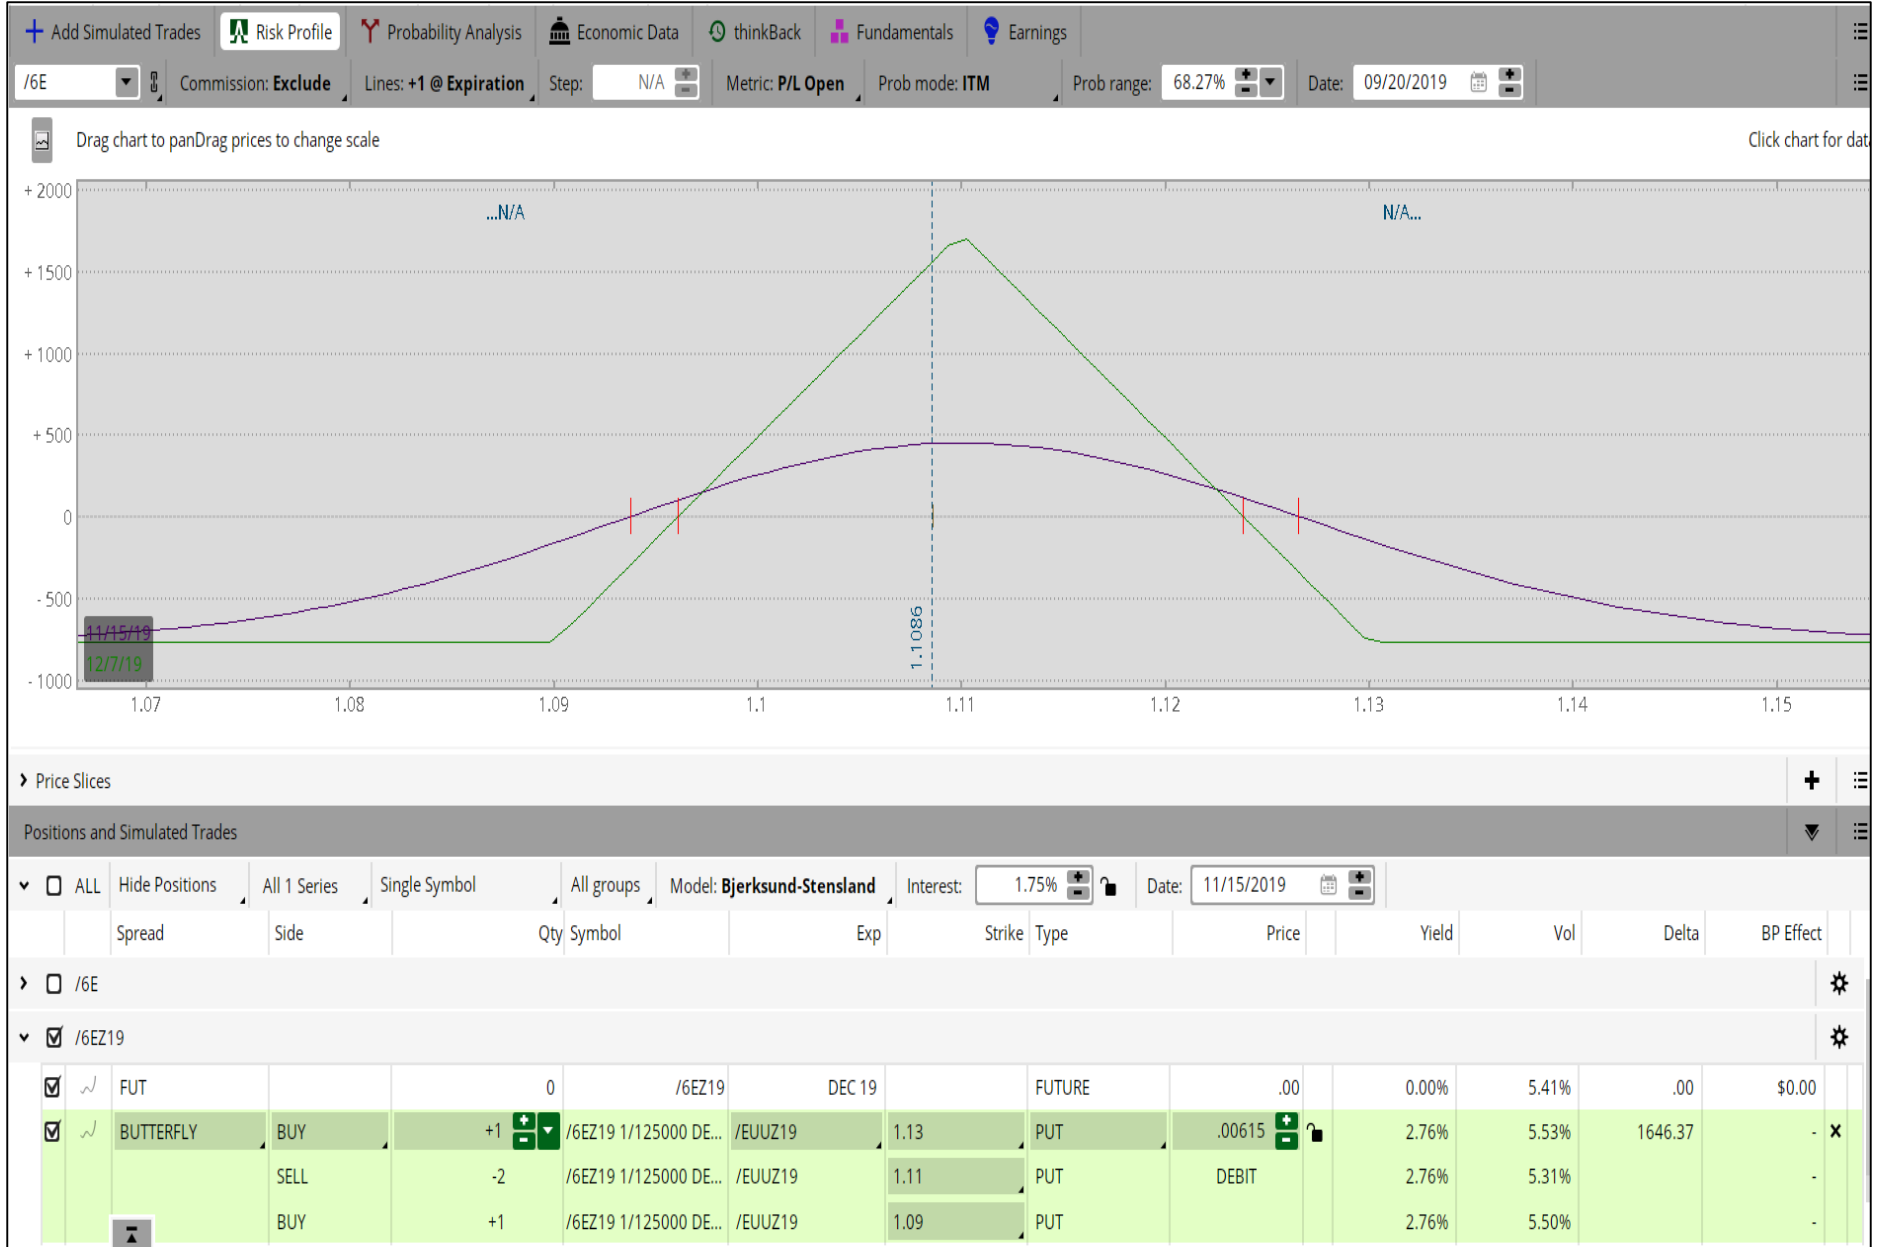 Add Simulated Trades Risk Profile Probability Analysis Economic Data thinkBack Fundamentals Earnings
/6E Commission: Exclude Lines: +1 @ Expiration Step: N/A Metric: P/L Open Prob mode: ITM Prob range: 68.27% Date: 09/20/2019
Drag chart to panDrag prices to change scale Click chart for dat
+ 2000
...N/A N/A...
+ 1500
+ 1000
+ 500
0
- 500
1.1086
11/15/19
12/7/19
- 1000
1.07 1.08 1.09 1.1 1.11 1.12 1.13 1.14 1.15
Price Slices
Positions and Simulated Trades
ALL Hide Positions All 1 Series Single Symbol All groups Model: Bjerksund-Stensland Interest: 1.75% Date: 11/15/2019
Spread Side Qty Symbol Exp Strike Type Price Yield Vol Delta BP Effect
/6E
/6EZ19
FUT 0 /6EZ19 DEC 19 FUTURE .00 0.00% 5.41% .00 $0.00
BUTTERFLY BUY +1 /6EZ19 1/125000 DE... /EUUZ19 1.13 PUT .00615 2.76% 5.53% 1646.37 -
SELL -2 /6EZ19 1/125000 DE... /EUUZ19 1.11 PUT DEBIT 2.76% 5.31% -
BUY +1 /6EZ19 1/125000 DE... /EUUZ19 1.09 PUT 2.76% 5.50% -